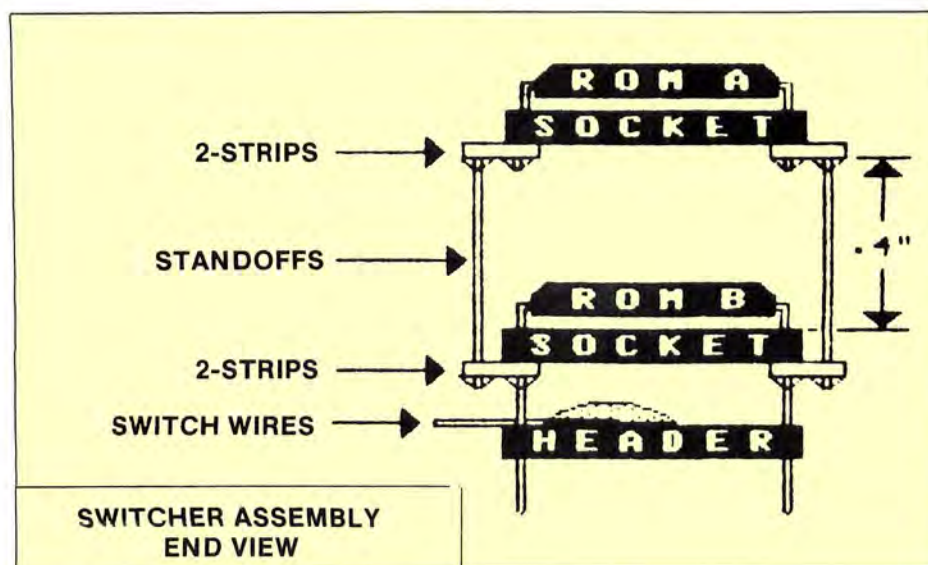 ROM A
SOCKET
2-STRIPS
STANDOFFS
.4"
ROM B
SOCKET
2-STRIPS
SWITCH WIRES
HEADER
SWITCHER ASSEMBLY
END VIEW